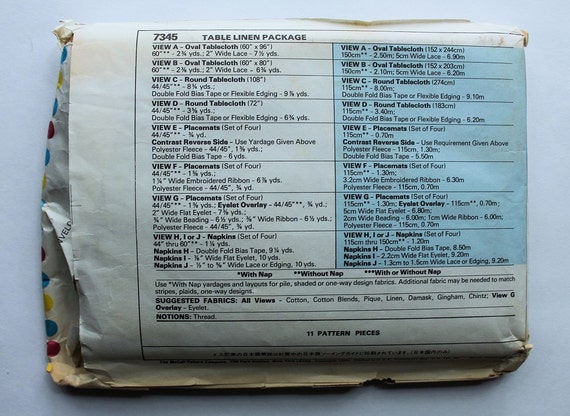 7345 TABLE LINEN PACKAGE
VIEW A - Oval Tablecloth (60" x 96")
60"** - 2¾ yds.; 2" Wide Lace - 7½ yds.
VIEW B - Oval Tablecloth (60" x 80")
60"** - 2⅜ yds.; 2" Wide Lace - 6¾ yds.
VIEW C - Round Tablecloth (108")
44/45"** - 8¾ yds.;
Double Fold Bias Tape or Flexible Edging - 9⅞ yds.
VIEW D - Round Tablecloth (72")
44/45"** - 3⅝ yds.;
Double Fold Bias Tape or Flexible Edging - 6¾ yds.
VIEW E - Placemats (Set of Four)
44/45"** - ¾ yd.
Contrast Reverse Side - Use Yardage Given Above
Polyester Fleece - 44/45", 1⅜ yds.;
Double Fold Bias Tape - 6 yds.
VIEW F - Placemats (Set of Four)
44/45"** - 1⅜ yds.;
1¼" Wide Embroidered Ribbon - 6⅞ yds.
Polyester Fleece - 44/45", ¾ yd.
VIEW G - Placemats (Set of Four)
44/45"*** - 1⅜ yds.; Eyelet Overlay - 44/45"**, ¾ yd.;
2" Wide Flat Eyelet - 7⅜ yds.;
¾" Wide Beading - 6½ yds.; ⅜" Wide Ribbon - 6½ yds.;
Polyester Fleece - 44/45", ¾ yd.
VIEW H, I or J - Napkins (Set of Four)
44" thru 60"** - 1¼ yd.
Napkins H - Double Fold Bias Tape, 9¼ yds.
Napkins I - ⅞" Wide Flat Eyelet, 10 yds.
Napkins J - ½" to ⅝" Wide Lace or Edging, 10 yds.
VIEW A - Oval Tablecloth (152 x 244cm)
150cm** - 2.50m; 5cm Wide Lace - 6.90m
VIEW B - Oval Tablecloth (152 x 203cm)
150cm** - 2.10m; 5cm Wide Lace - 6.20m
VIEW C - Round Tablecloth (274cm)
115cm** - 8.00m;
Double Fold Bias Tape or Flexible Edging - 9.10m
VIEW D - Round Tablecloth (183cm)
115cm** - 3.40m;
Double Fold Bias Tape or Flexible Edging - 6.20m
VIEW E - Placemats (Set of Four)
115cm** - 0.70m
Contrast Reverse Side - Use Requirement Given Above
Polyester Fleece - 115cm, 1.30m;
Double Fold Bias Tape - 5.50m
VIEW F - Placemats (Set of Four)
115cm** - 1.30m;
3.2cm Wide Embroidered Ribbon - 6.30m
Polyester Fleece - 115cm, 0.70m
VIEW G - Placemats (Set of Four)
115cm*** - 1.30m; Eyelet Overlay - 115cm**, 0.70m;
5cm Wide Flat Eyelet - 6.80m;
2cm Wide Beading - 6.00m; 1cm Wide Ribbon - 6.00m;
Polyester Fleece - 115cm, 0.70m
VIEW H, I or J - Napkins (Set of Four)
115cm thru 150cm** - 1.20m
Napkins H - Double Fold Bias Tape, 8.50m
Napkins I - 2.2cm Wide Flat Eyelet, 9.20m
Napkins J - 1.3cm to 1.5cm Wide Lace or Edging, 9.20m
*With Nap **Without Nap ***With or Without Nap
Use *With Nap yardages and layouts for pile, shaded or one-way design fabrics. Additional fabric may be needed to match
stripes, plaids, one-way designs.
SUGGESTED FABRICS: All Views - Cotton, Cotton Blends, Pique, Linen, Damask, Gingham, Chintz; View G
Overlay - Eyelet.
NOTIONS: Thread.
11 PATTERN PIECES